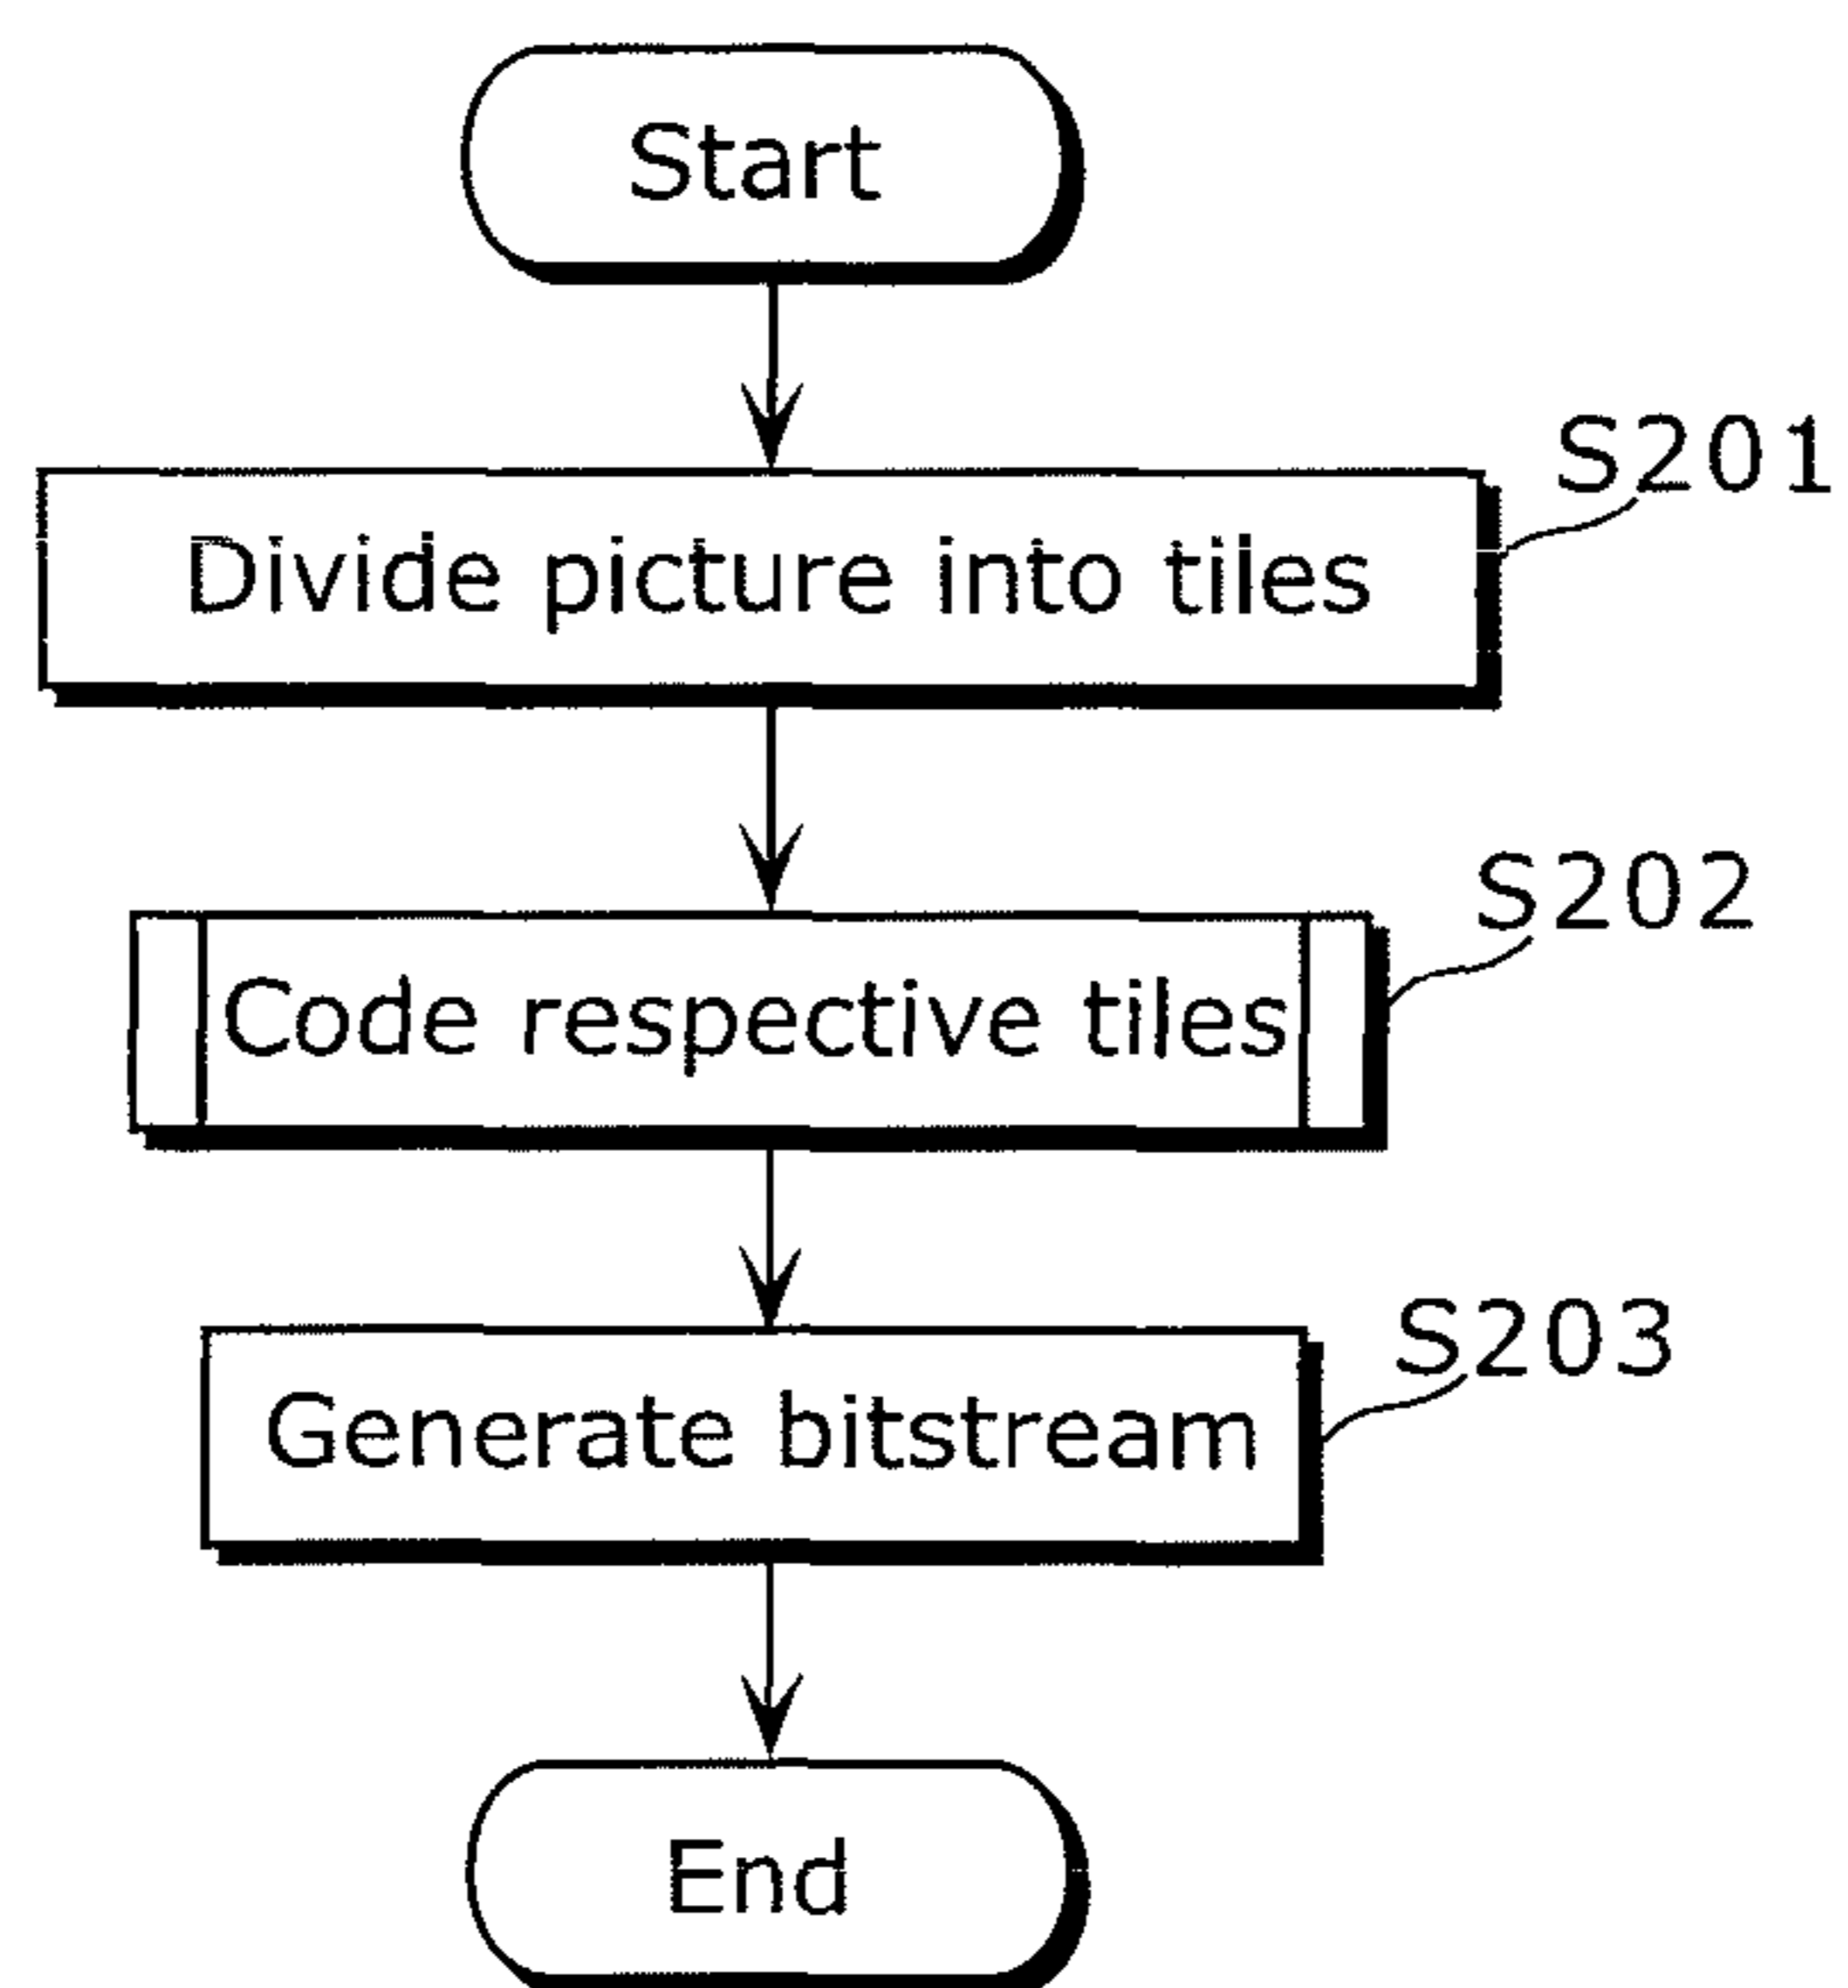 Start
S201
Divide picture into tiles
S202
Code respective tiles
S203
Generate bitstream
End